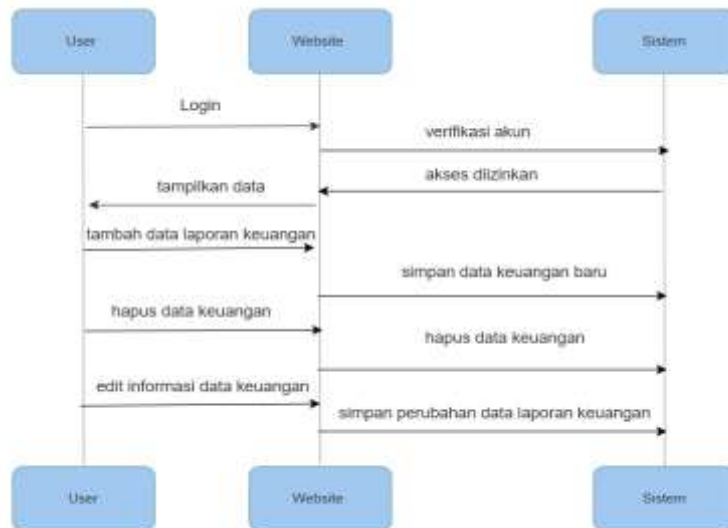 User
Website
Sistem
Login
verifikasi akun
akses diizinkan
tampilkan data
tambah data laporan keuangan
simpan data keuangan baru
hapus data keuangan
hapus data keuangan
edit informasi data keuangan
simpan perubahan data laporan keuangan
User
Website
Sistem